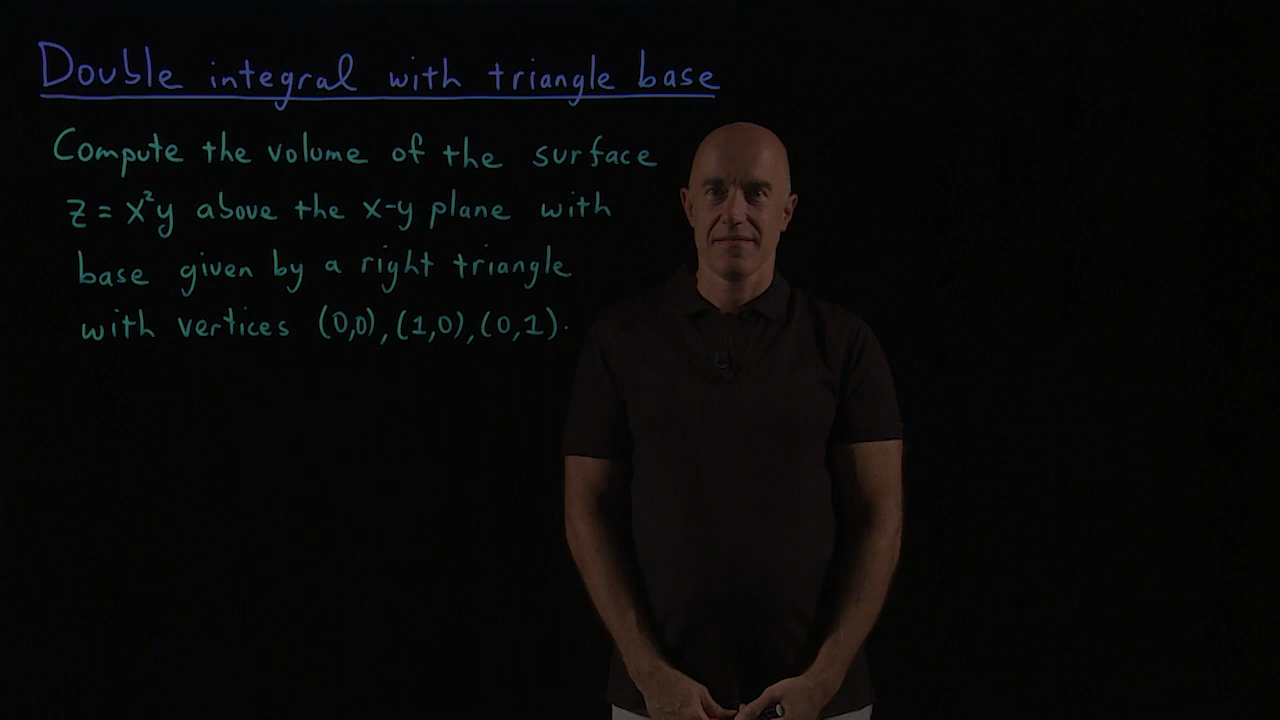 Double integral with triangle base
Compute the volume of the surface
z = x²y above the x-y plane with
base given by a right triangle
with vertices (0,0), (1,0), (0,1).